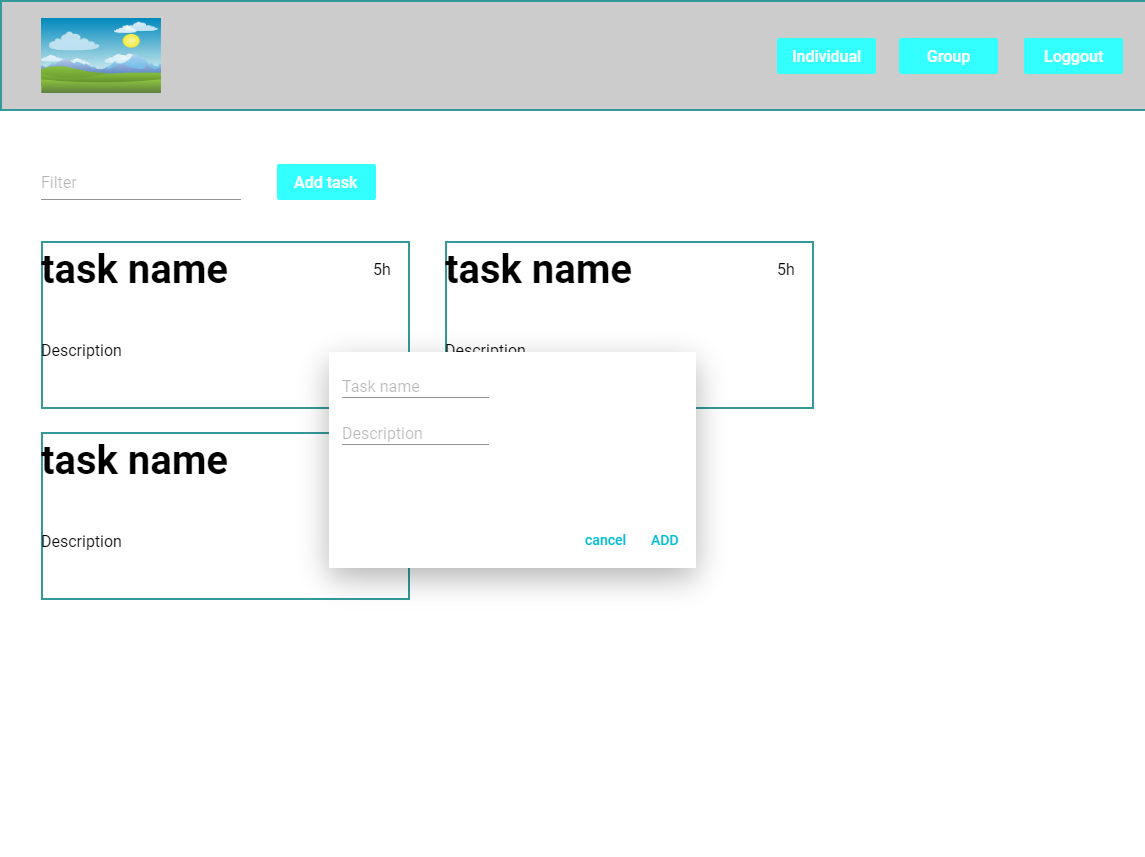 Individual
Group
Loggout
Filter
Add task
task name
5h
task name
5h
Description
Description
Task name
Description
task name
Description
cancel
ADD